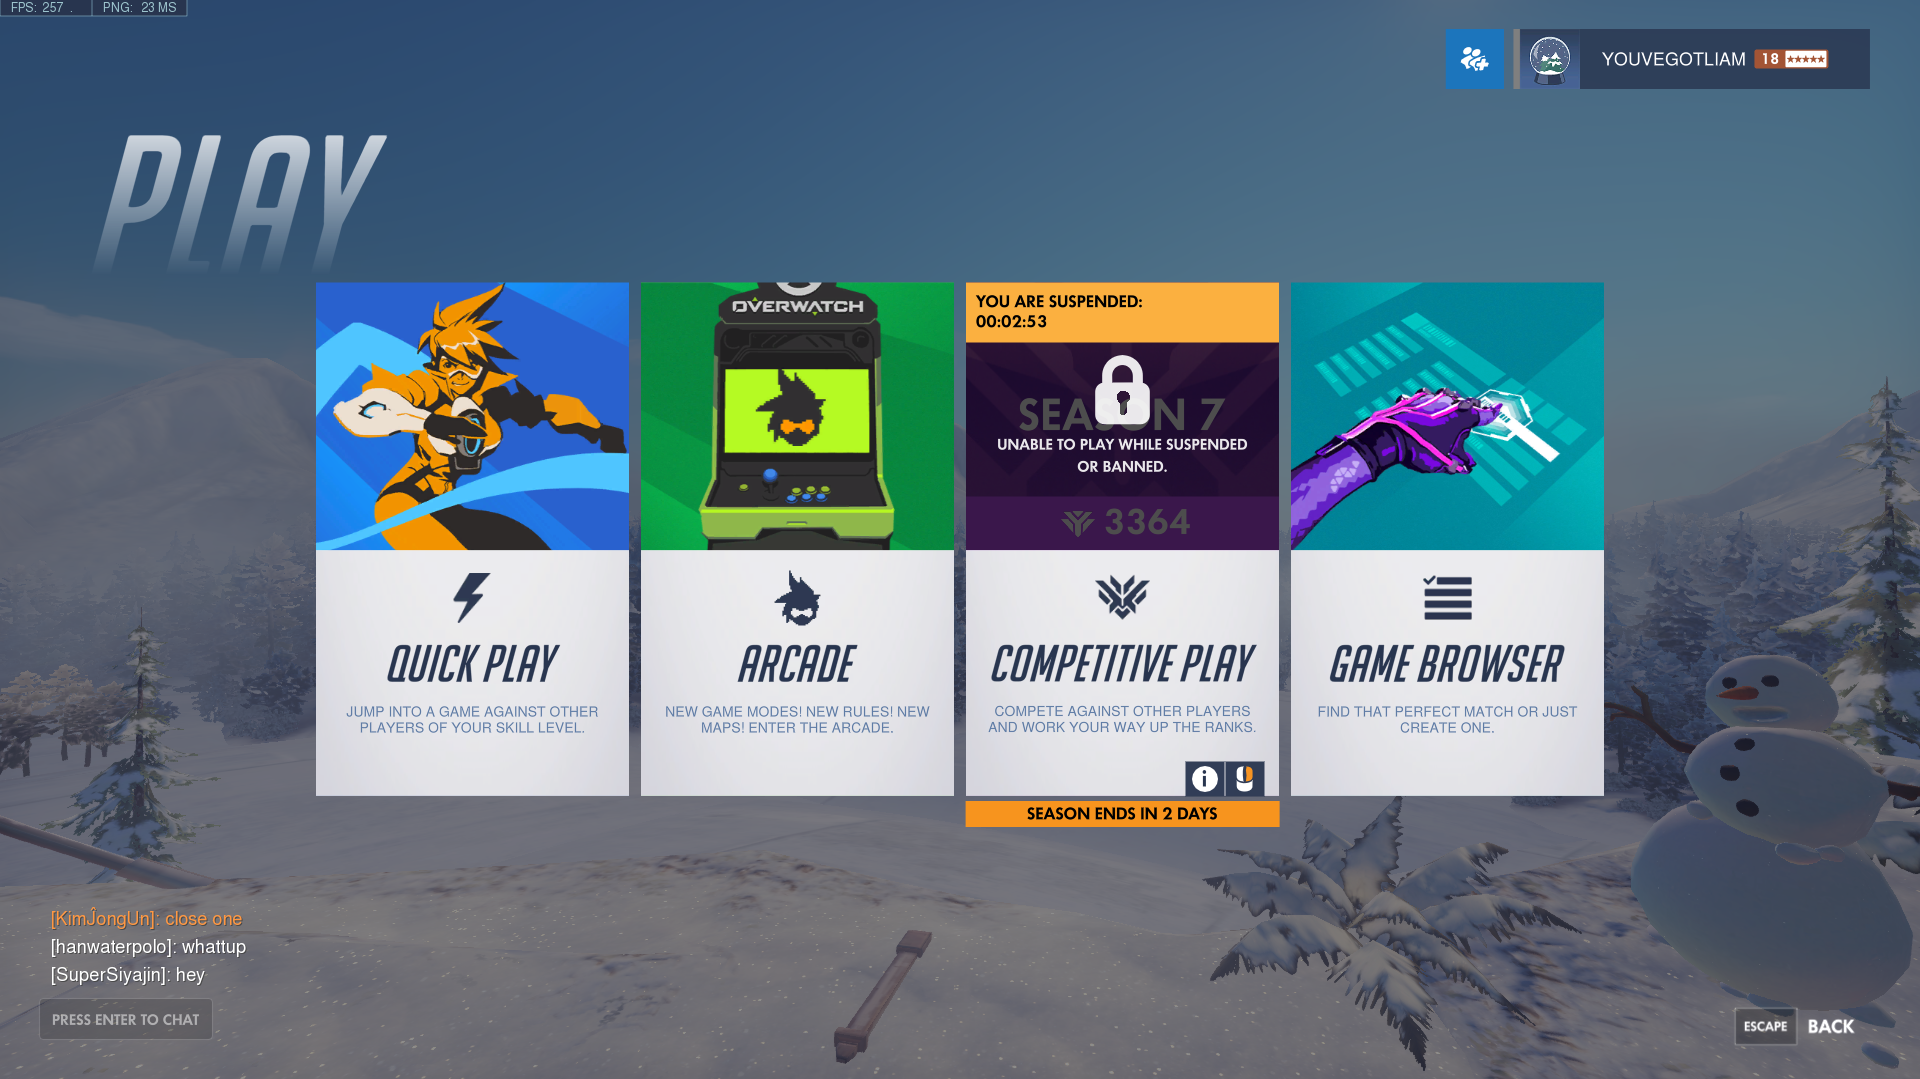 FPS: 257 .
PNG: 23 MS
YOUVEGOTLIAM 18
PLAY
OVERWATCH
YOU ARE SUSPENDED:
00:02:53
SEASON 7
UNABLE TO PLAY WHILE SUSPENDED
OR BANNED.
3364
QUICK PLAY
JUMP INTO A GAME AGAINST OTHER
PLAYERS OF YOUR SKILL LEVEL.
ARCADE
NEW GAME MODES! NEW RULES! NEW
MAPS! ENTER THE ARCADE.
COMPETITIVE PLAY
COMPETE AGAINST OTHER PLAYERS
AND WORK YOUR WAY UP THE RANKS.
SEASON ENDS IN 2 DAYS
GAME BROWSER
FIND THAT PERFECT MATCH OR JUST
CREATE ONE.
[KimĴongUn]: close one
[hanwaterpolo]: whattup
[SuperSiyajin]: hey
PRESS ENTER TO CHAT
ESCAPE BACK